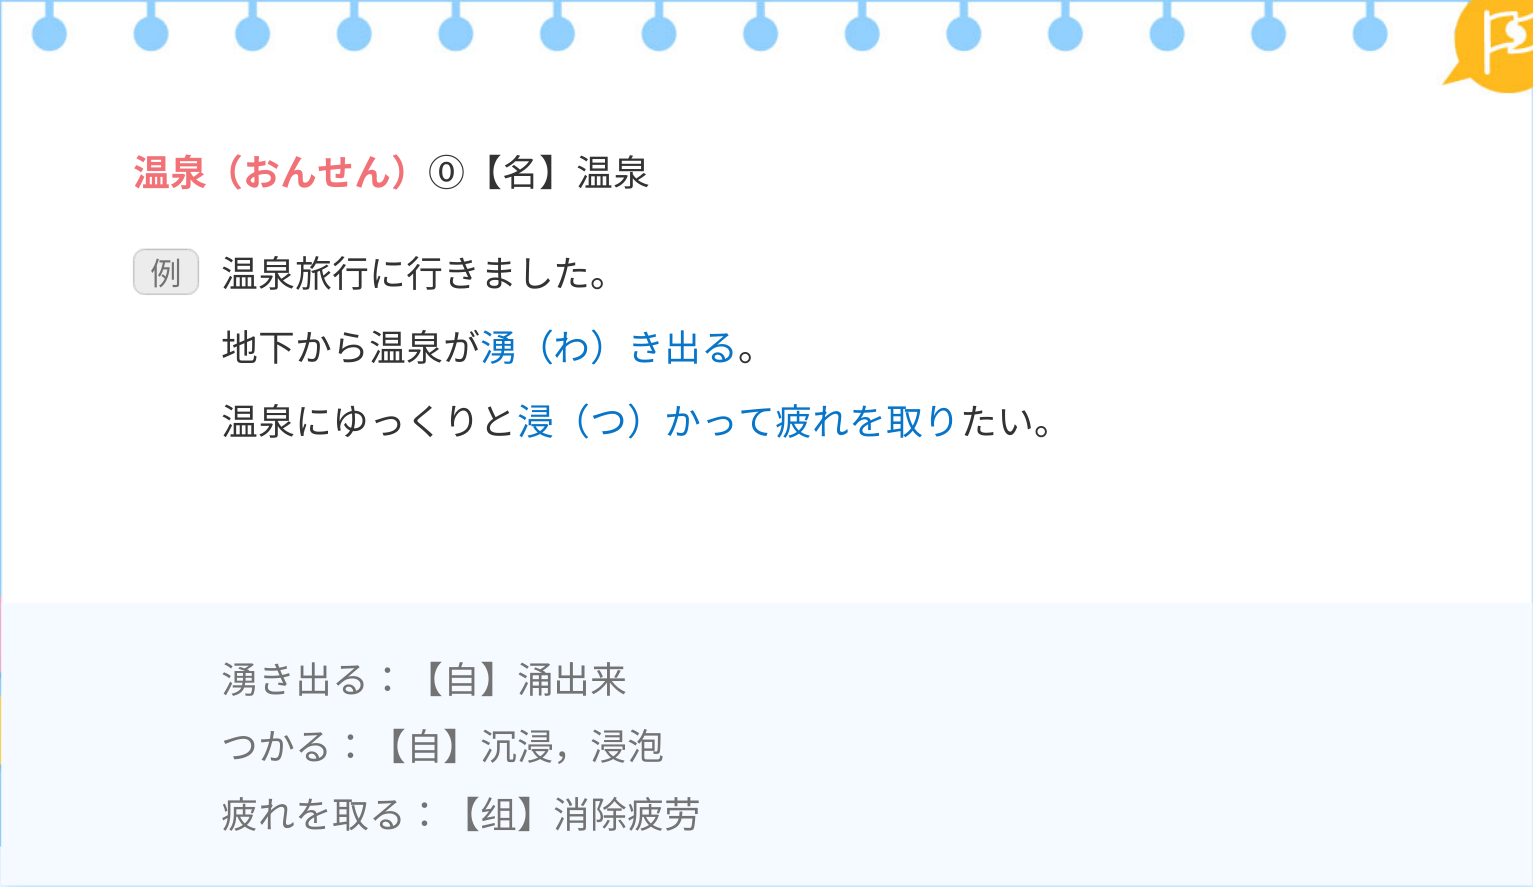 温泉（おんせん）⓪【名】温泉
例 温泉旅行に行きました。
地下から温泉が湧（わ）き出る。
温泉にゆっくりと浸（つ）かって疲れを取りたい。
湧き出る：【自】涌出来
つかる：【自】沉浸，浸泡
疲れを取る：【组】消除疲劳